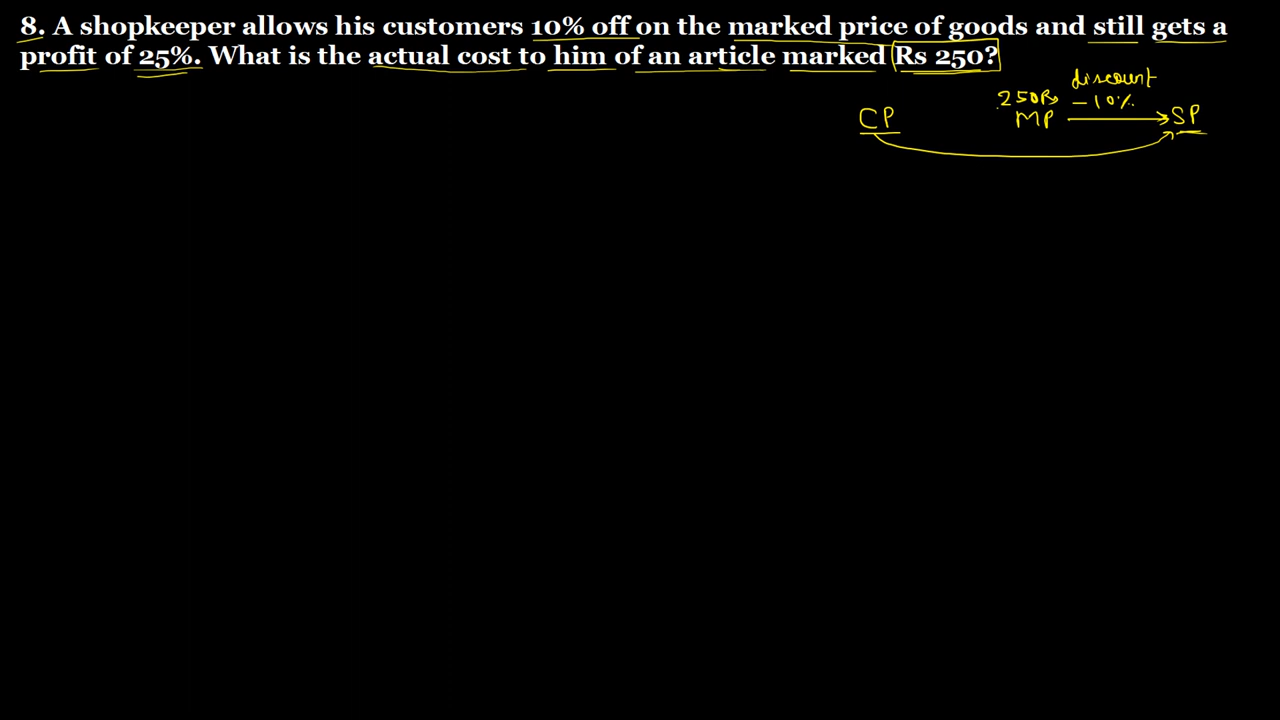 8. A shopkeeper allows his customers 10% off on the marked price of goods and still gets a
profit of 25%. What is the actual cost to him of an article marked Rs 250?
discount
250Rs -10%
CP MP SP